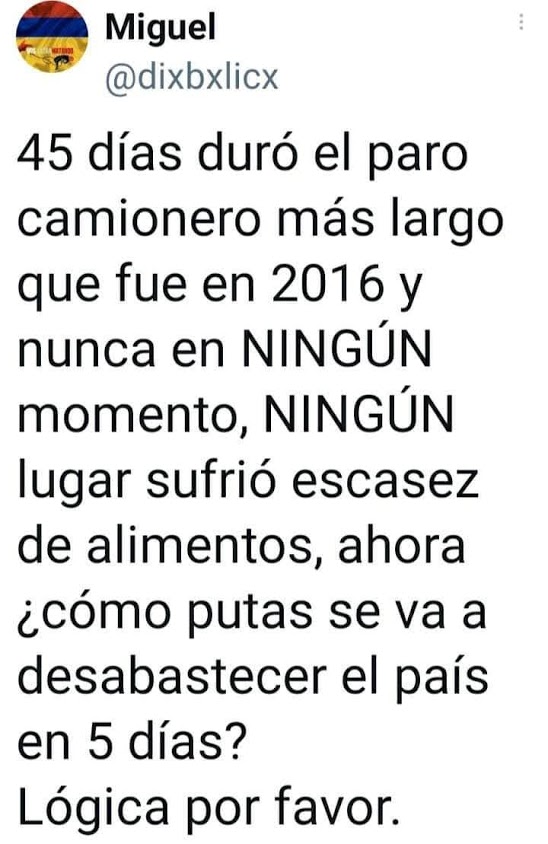 Miguel
@dixbxlicx
45 días duró el paro
camionero más largo
que fue en 2016 y
nunca en NINGÚN
momento, NINGÚN
lugar sufrió escasez
de alimentos, ahora
¿cómo putas se va a
desabastecer el país
en 5 días?
Lógica por favor.